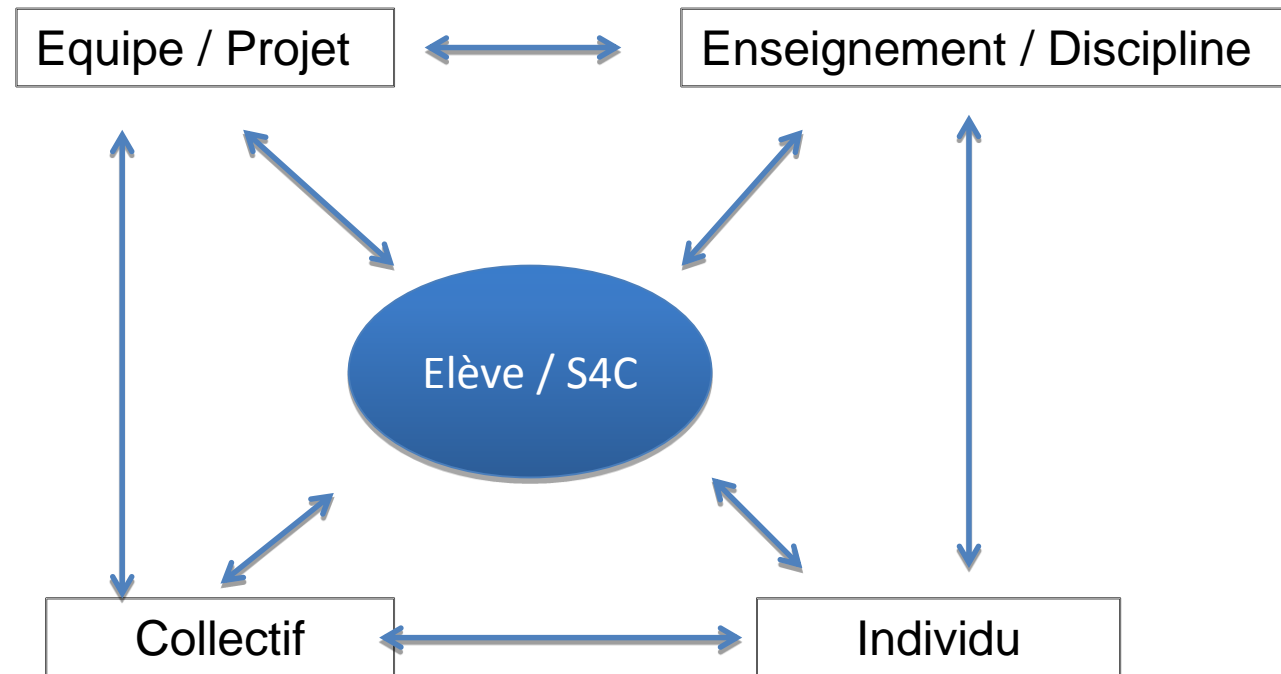 Equipe / Projet
Enseignement / Discipline
Elève / S4C
Collectif
Individu